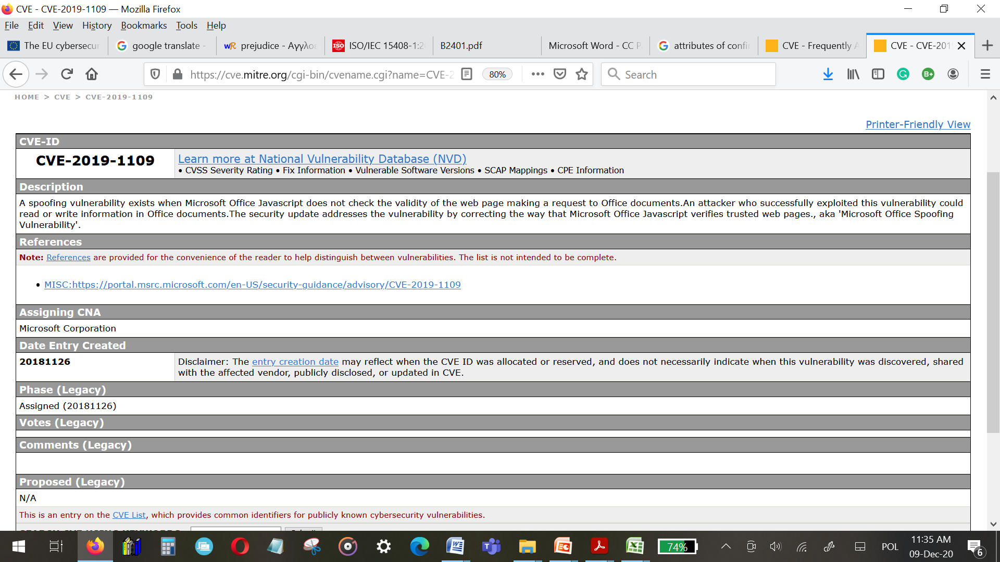 CVE - CVE-2019-1109 — Mozilla Firefox
File Edit View History Bookmarks Tools Help
The EU cybersecur
google translate -
wR prejudice - Αγγλο
ISO ISO/IEC 15408-1:2
B2401.pdf
Microsoft Word - CC P
attributes of confi
CVE - Frequently A
CVE - CVE-201
https://cve.mitre.org/cgi-bin/cvename.cgi?name=CVE-2
80%
Search
HOME > CVE > CVE-2019-1109
Printer-Friendly View
CVE-ID
CVE-2019-1109
Learn more at National Vulnerability Database (NVD)
• CVSS Severity Rating • Fix Information • Vulnerable Software Versions • SCAP Mappings • CPE Information
Description
A spoofing vulnerability exists when Microsoft Office Javascript does not check the validity of the web page making a request to Office documents.An attacker who successfully exploited this vulnerability could
read or write information in Office documents.The security update addresses the vulnerability by correcting the way that Microsoft Office Javascript verifies trusted web pages., aka 'Microsoft Office Spoofing
Vulnerability'.
References
Note: References are provided for the convenience of the reader to help distinguish between vulnerabilities. The list is not intended to be complete.
• MISC:https://portal.msrc.microsoft.com/en-US/security-guidance/advisory/CVE-2019-1109
Assigning CNA
Microsoft Corporation
Date Entry Created
20181126
Disclaimer: The entry creation date may reflect when the CVE ID was allocated or reserved, and does not necessarily indicate when this vulnerability was discovered, shared
with the affected vendor, publicly disclosed, or updated in CVE.
Phase (Legacy)
Assigned (20181126)
Votes (Legacy)
Comments (Legacy)
Proposed (Legacy)
N/A
This is an entry on the CVE List, which provides common identifiers for publicly known cybersecurity vulnerabilities.
74%
POL
11:35 AM
09-Dec-20
6